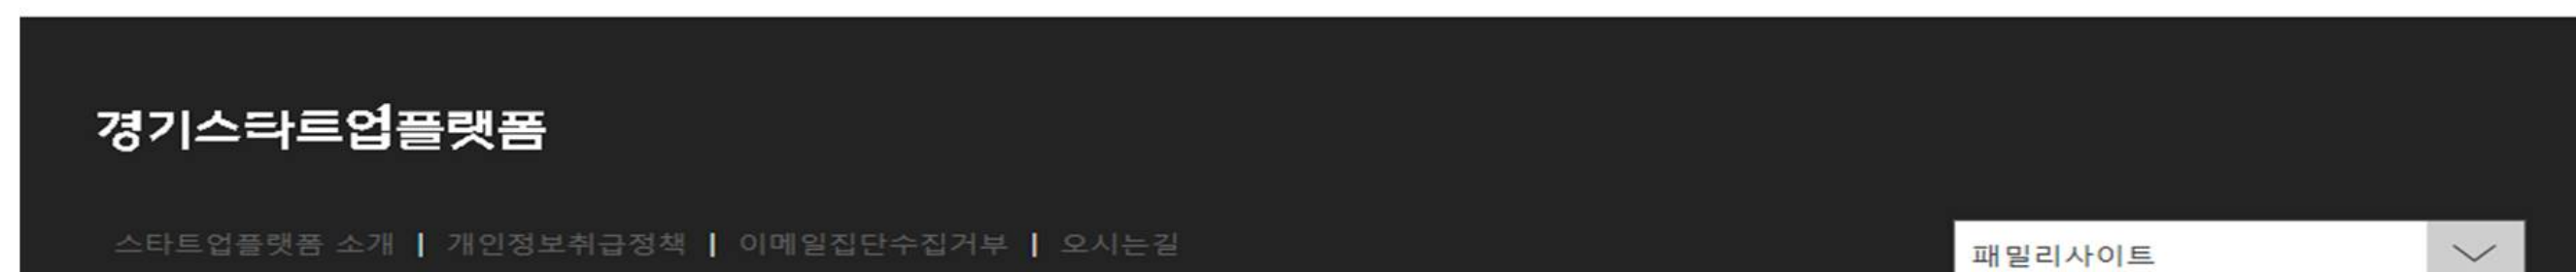 경기스타트업플랫폼
스타트업플랫폼 소개 | 개인정보취급정책 | 이메일집단수집거부 | 오시는길
패밀리사이트